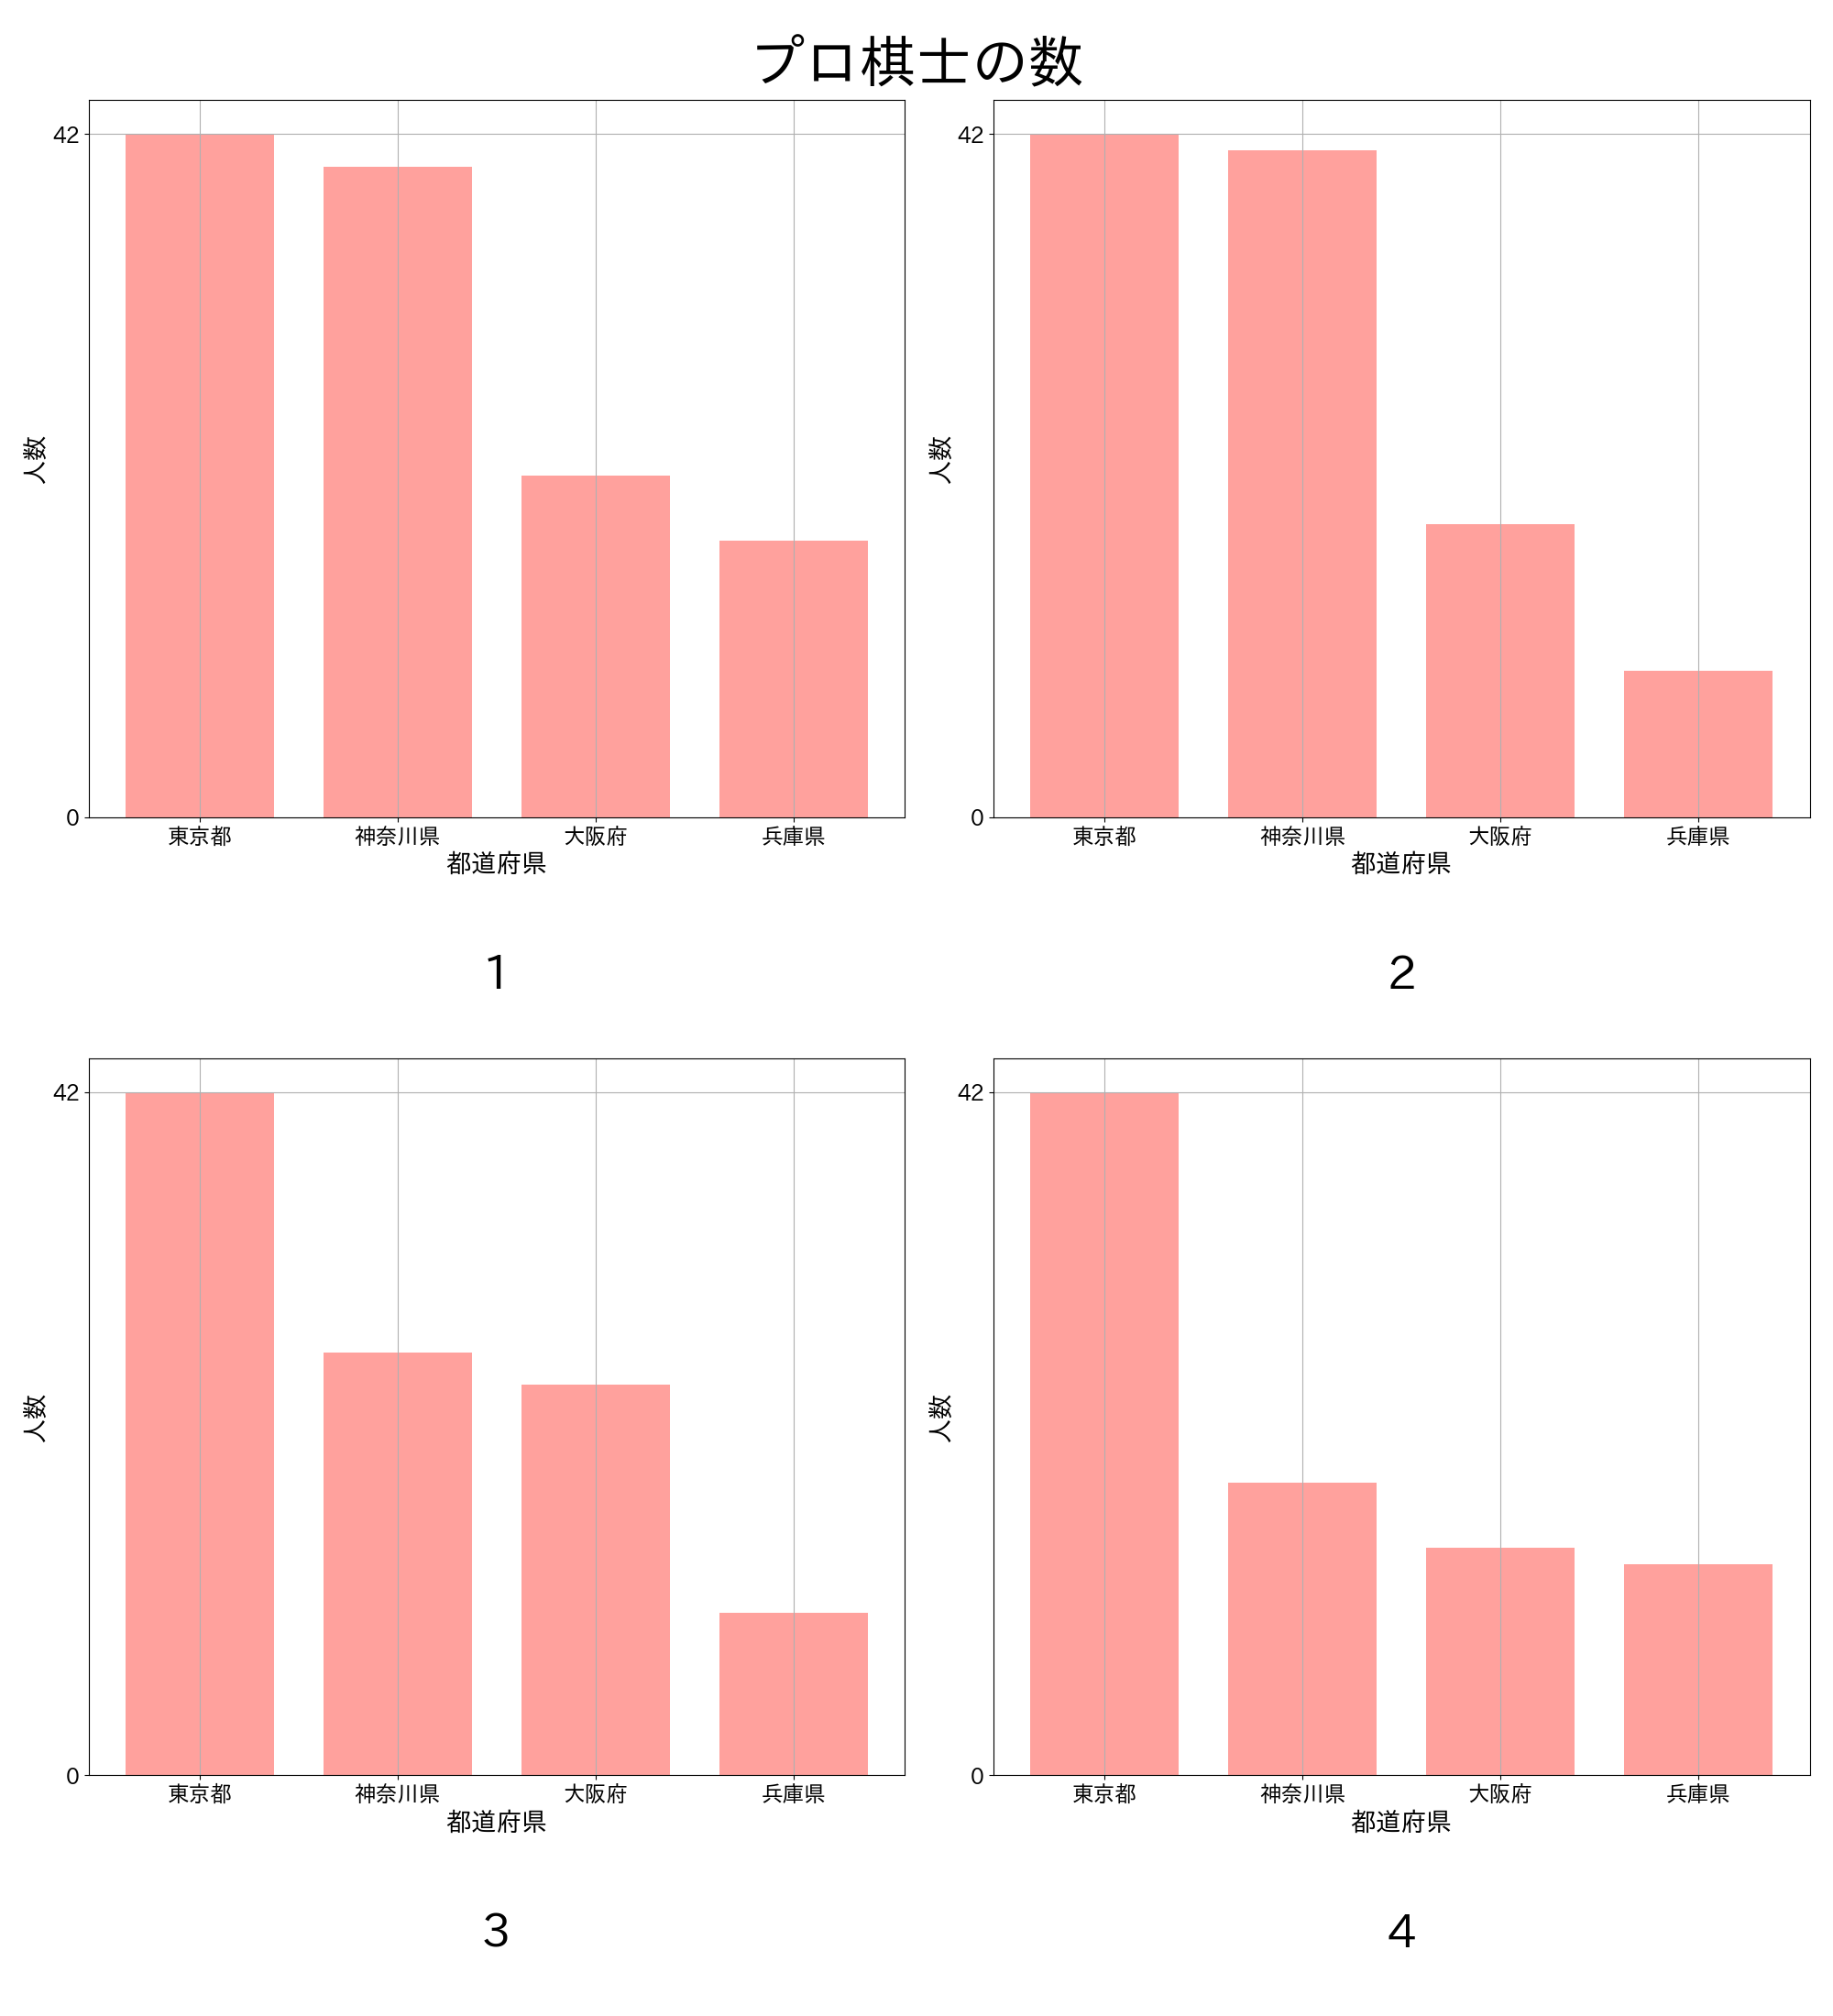 プロ棋士の数
42
0
人数
東京都 神奈川県 大阪府 兵庫県
都道府県
1
42
0
人数
東京都 神奈川県 大阪府 兵庫県
都道府県
2
42
0
人数
東京都 神奈川県 大阪府 兵庫県
都道府県
3
42
0
人数
東京都 神奈川県 大阪府 兵庫県
都道府県
4